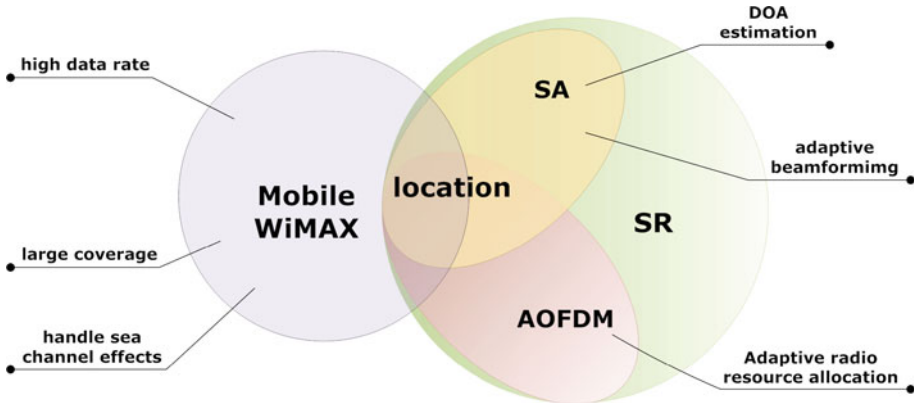 high data rate
large coverage
handle sea
channel effects
Mobile
WiMAX
location
SA
SR
AOFDM
DOA
estimation
adaptive
beamformimg
Adaptive radio
resource allocation